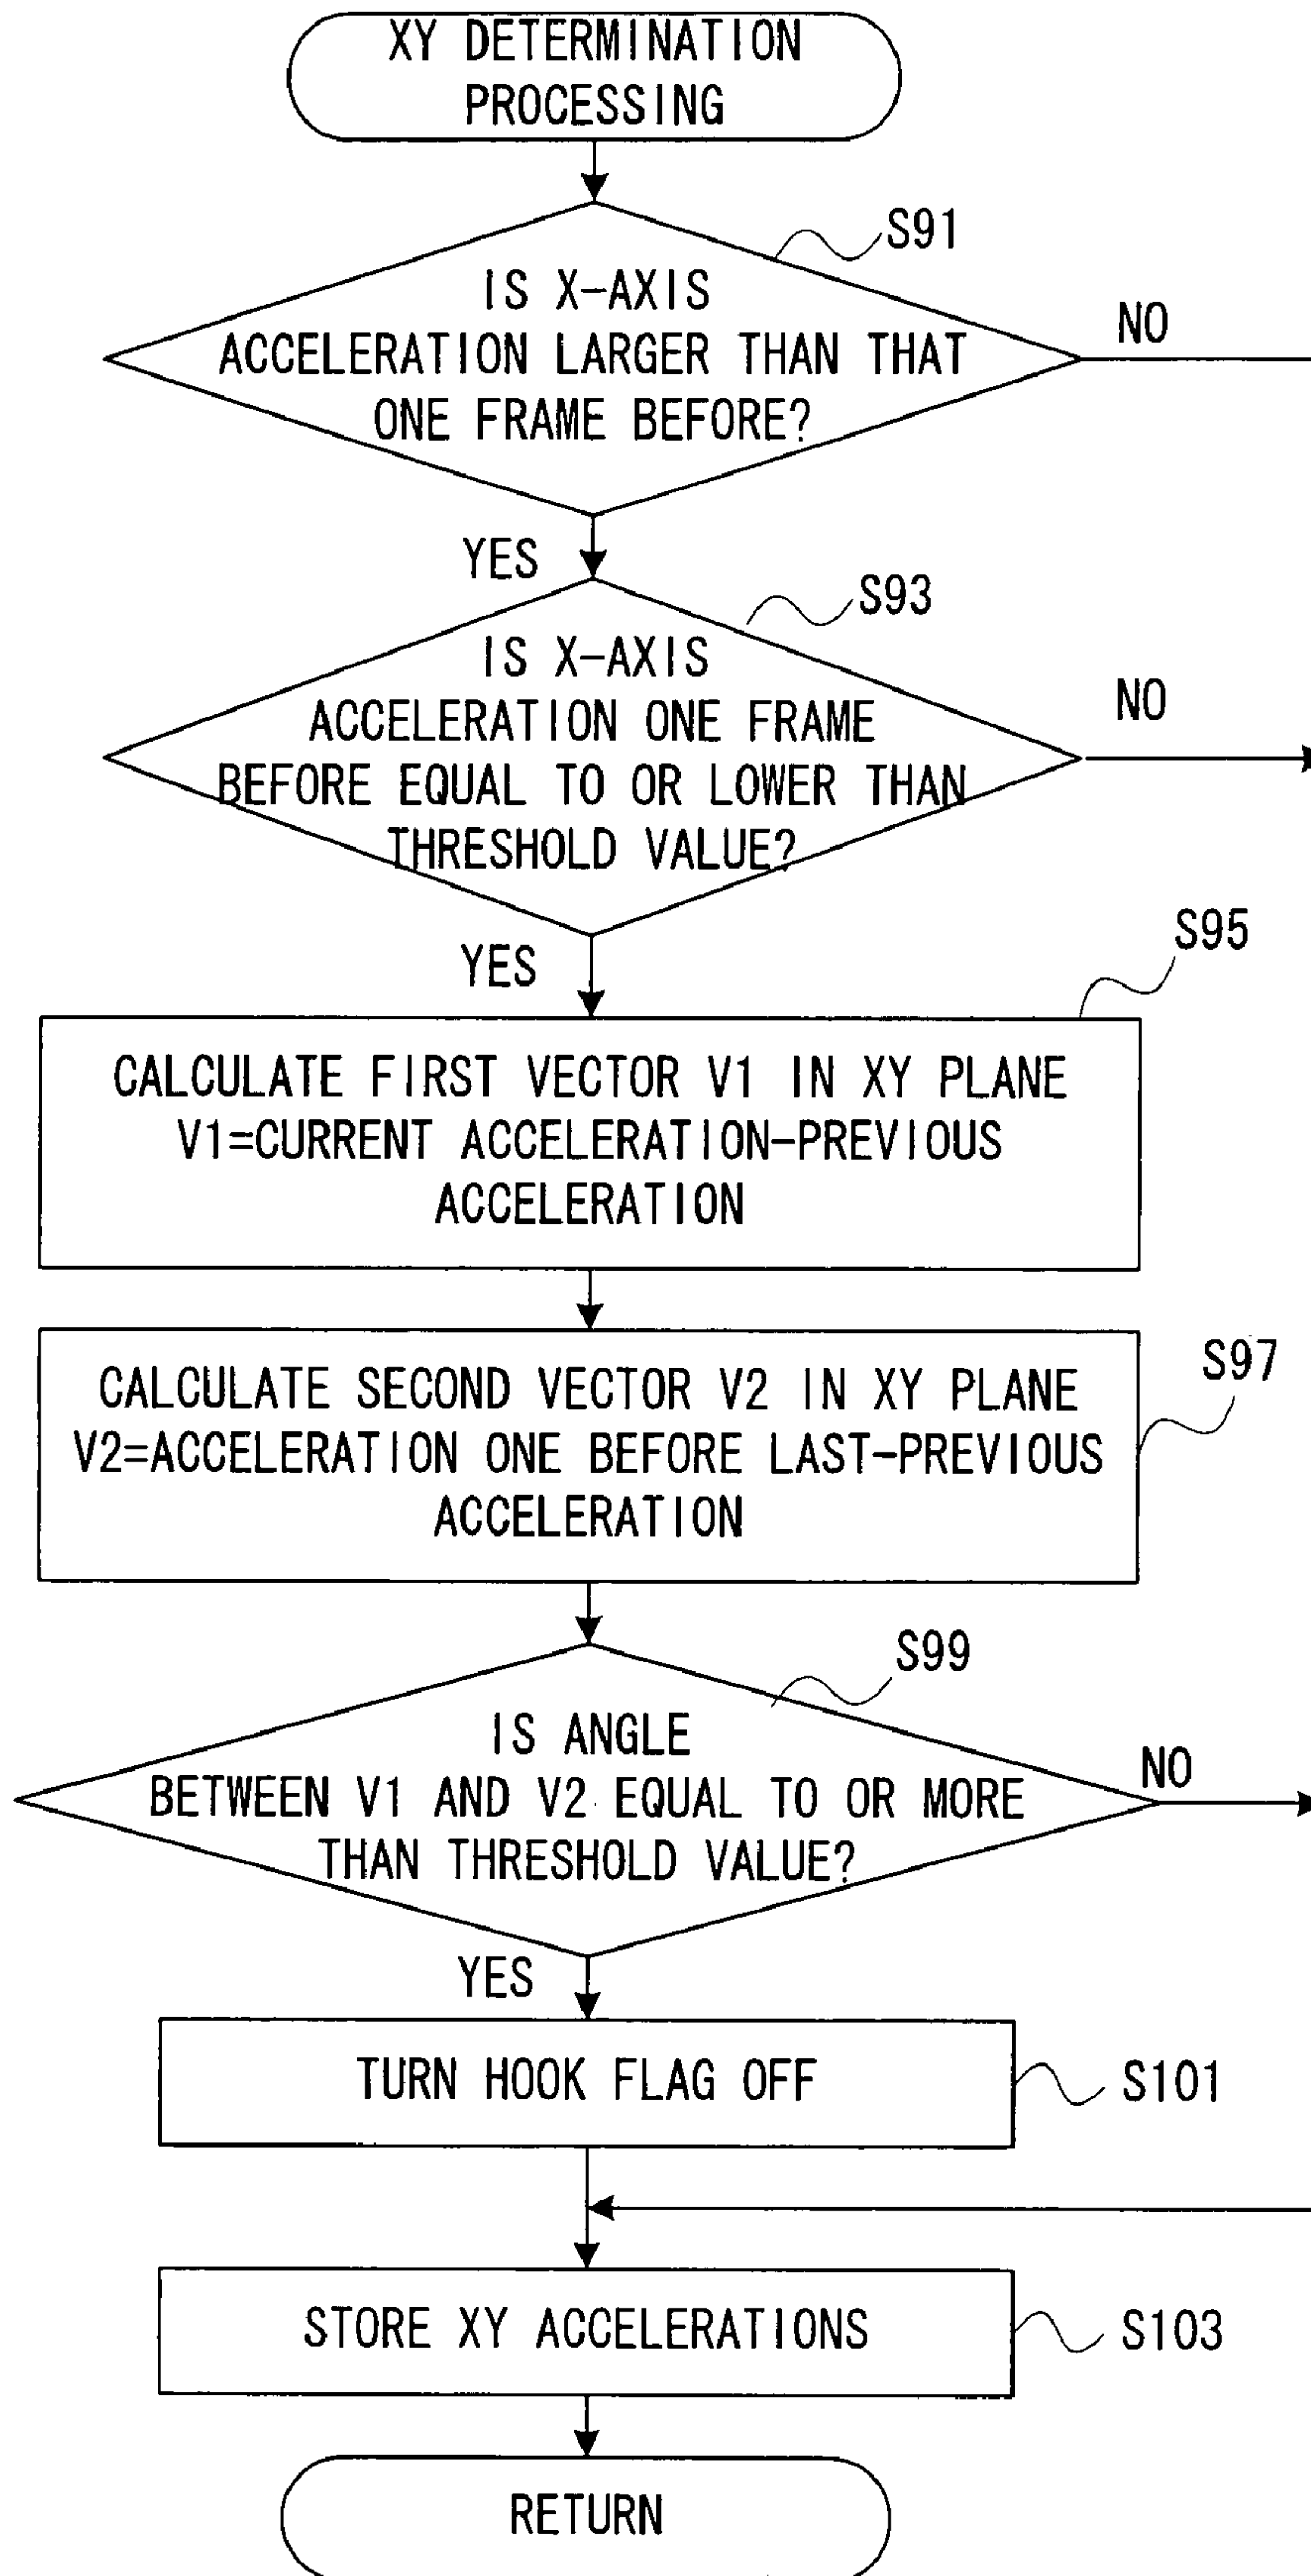 XY DETERMINATION
PROCESSING
S91
IS X-AXIS
ACCELERATION LARGER THAN THAT
ONE FRAME BEFORE?
NO
YES
S93
IS X-AXIS
ACCELERATION ONE FRAME
BEFORE EQUAL TO OR LOWER THAN
THRESHOLD VALUE?
NO
YES
S95
CALCULATE FIRST VECTOR V1 IN XY PLANE
V1=CURRENT ACCELERATION-PREVIOUS
ACCELERATION
S97
CALCULATE SECOND VECTOR V2 IN XY PLANE
V2=ACCELERATION ONE BEFORE LAST-PREVIOUS
ACCELERATION
S99
IS ANGLE
BETWEEN V1 AND V2 EQUAL TO OR MORE
THAN THRESHOLD VALUE?
NO
YES
TURN HOOK FLAG OFF
S101
STORE XY ACCELERATIONS
S103
RETURN